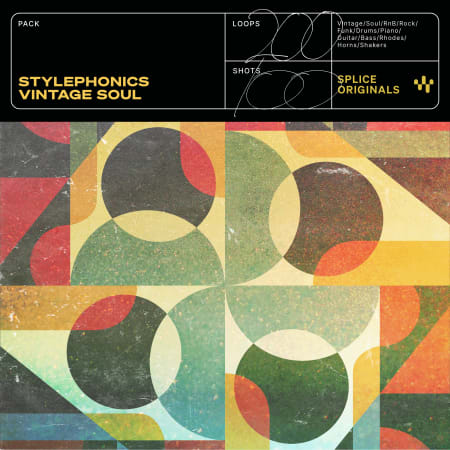 PACK
STYLEPHONICS
VINTAGE SOUL
LOOPS
200
SHOTS
100
Vintage/Soul/RnB/Rock/
Funk/Drums/Piano/
Guitar/Bass/Rhodes/
Horns/Shakers
SPLICE
ORIGINALS